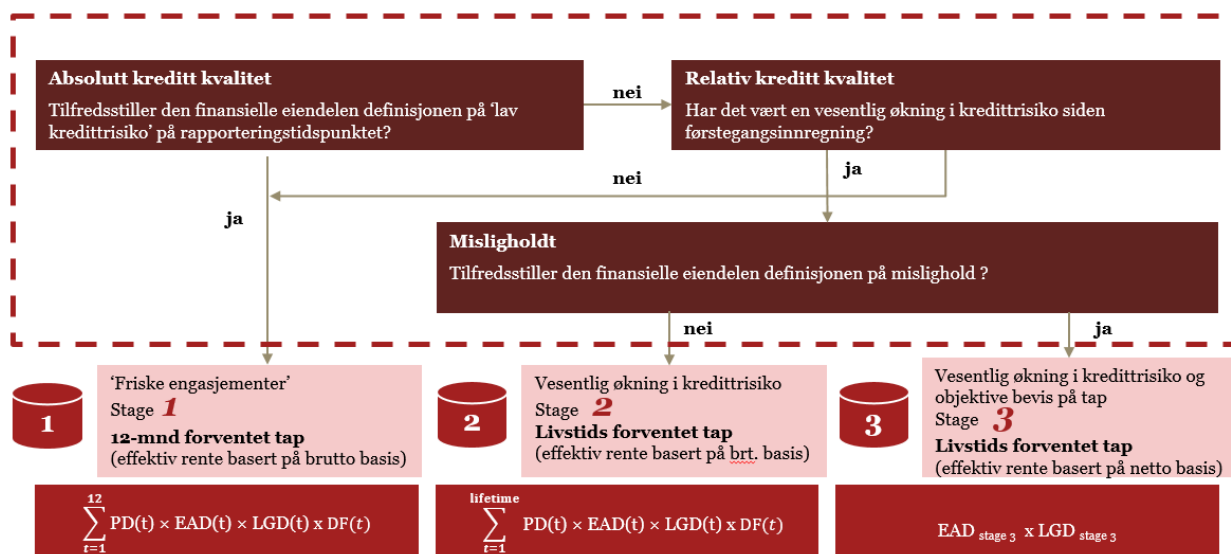 Absolutt kreditt kvalitet
Tilfredsstiller den finansielle eiendelen definisjonen på ‘lav
kredittrisiko’ på rapporteringstidspunktet?
nei
Relativ kreditt kvalitet
Har det vært en vesentlig økning i kredittrisiko siden
førstegangsinnregning?
nei
ja
ja
Misligholdt
Tilfredsstiller den finansielle eiendelen definisjonen på mislighold ?
nei
ja
1
‘Friske engasjementer’
Stage 1
12-mnd forventet tap
(effektiv rente basert på brutto basis)
2
Vesentlig økning i kredittrisiko
Stage 2
Livstids forventet tap
(effektiv rente basert på brt. basis)
3
Vesentlig økning i kredittrisiko og
objektive bevis på tap
Stage 3
Livstids forventet tap
(effektiv rente basert på netto basis)
12
∑ PD(t) × EAD(t) × LGD(t) x DF(t)
t=1
lifetime
∑ PD(t) × EAD(t) × LGD(t) x DF(t)
t=1
EAD stage 3 x LGD stage 3